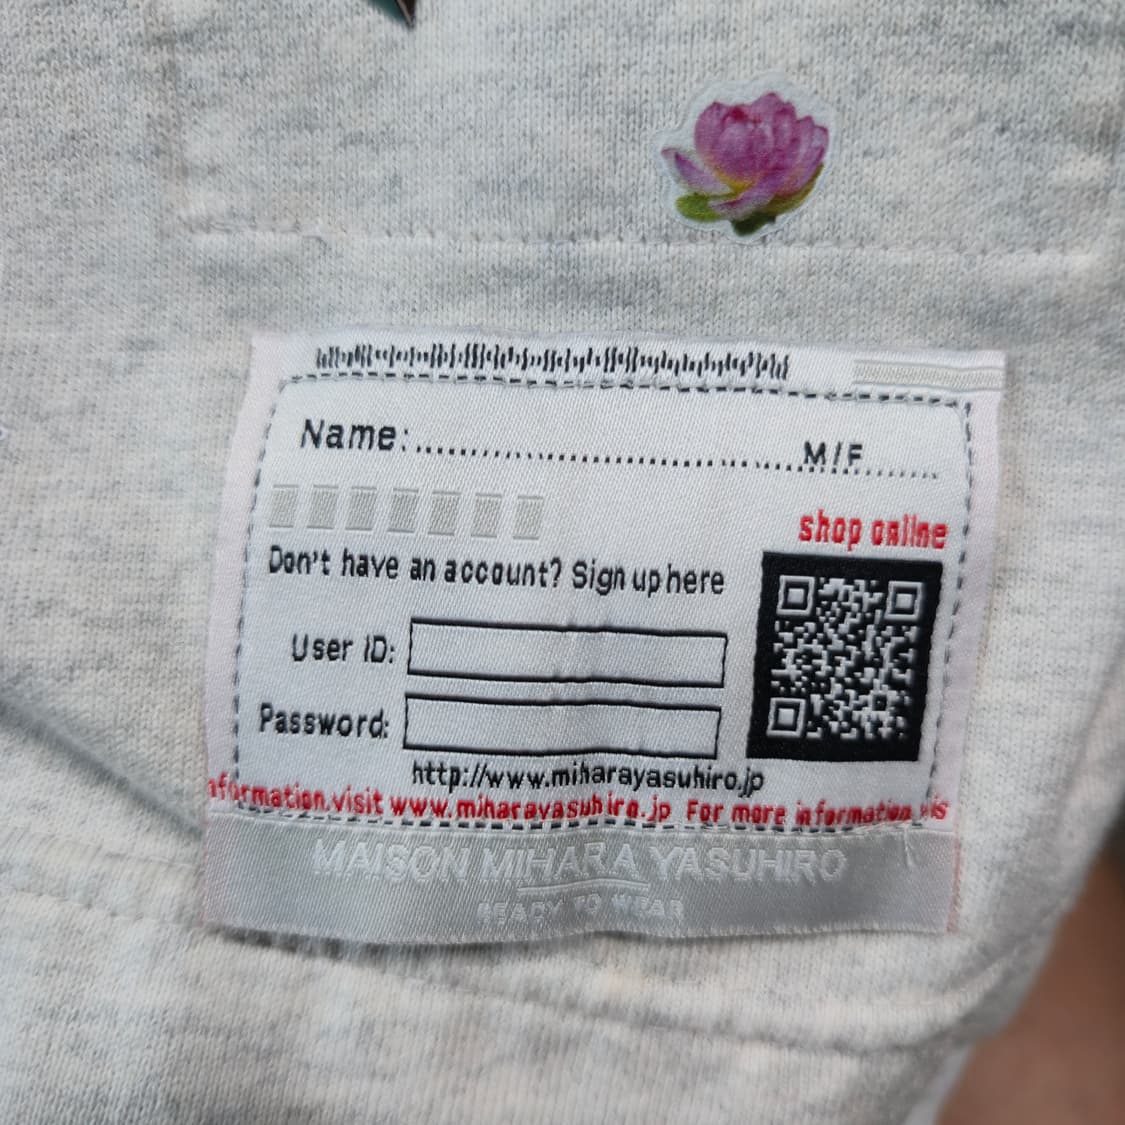 Name:........................................M/F........
shop online
Don't have an account? Sign up here
User ID:
Password:
http://www.miharayasuhiro.jp
nformation.visit www.miharayasuhiro.jp For more information vis
MAISON MIHARA YASUHIRO
READY TO WEAR